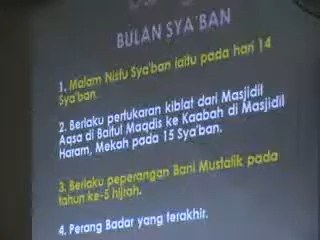 BULAN SYA'BAN
1. Malam Nisfu Sya'ban iaitu pada hari 14
Sya'ban.
2. Berlaku pertukaran kiblat dari Masjidil
Aqsa di Baitul Maqdis ke Kaabah di Masjidil
Haram, Mekah pada 15 Sya'ban.
3. Berlaku peperangan Bani Mustalik pada
tahun ke-5 hijrah.
4. Perang Badar yang terakhir.